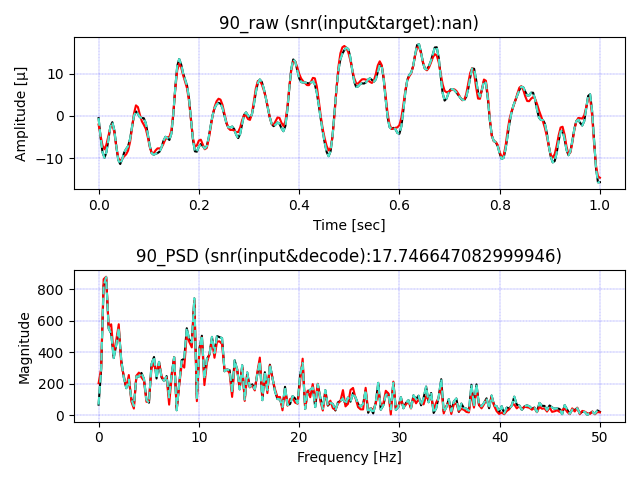 90_raw (snr(input&target):nan)
10
0
−10
Amplitude [μ]
0.0 0.2 0.4 0.6 0.8 1.0
Time [sec]
90_PSD (snr(input&decode):17.746647082999946)
800
600
400
200
0
Magnitude
0 10 20 30 40 50
Frequency [Hz]